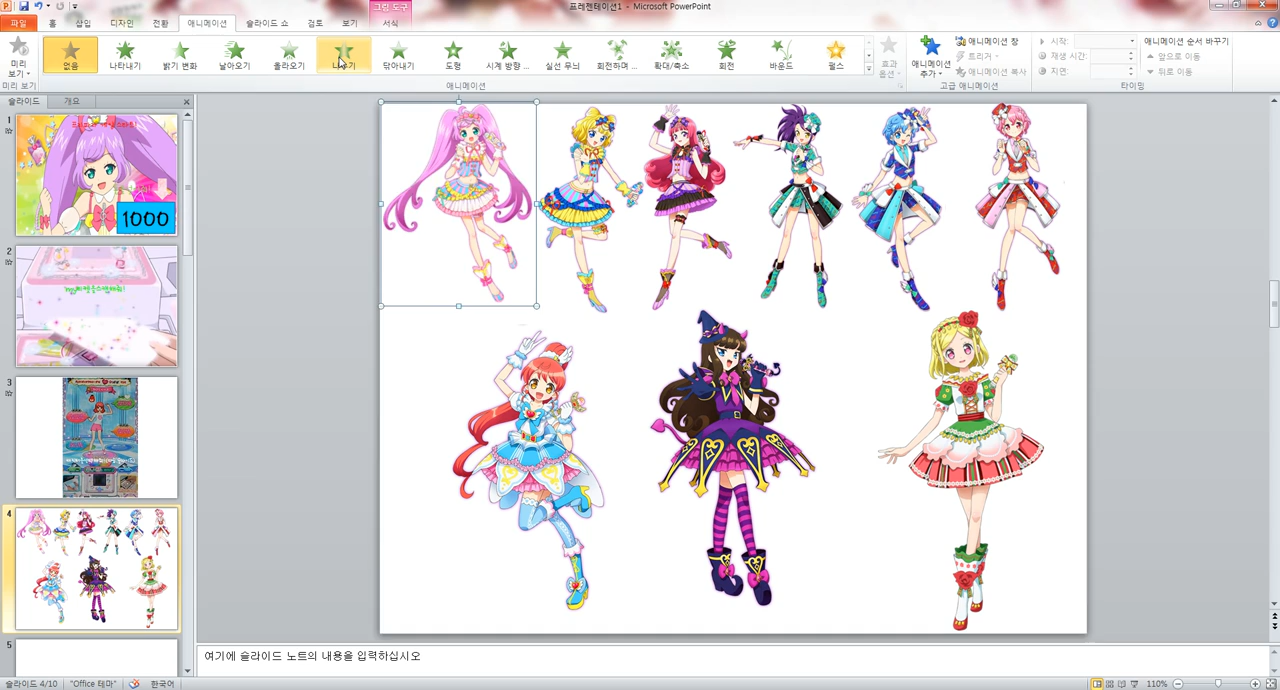 프레젠테이션1 - Microsoft PowerPoint
그림 도구
파일 홈 삽입 디자인 전환 애니메이션 슬라이드 쇼 검토 보기 서식
미리 보기
없음 나타내기 밝기 변화 날아오기 올라오기 닦아내기 도형 시계 방향 ... 실선 무늬 회전하며 ... 확대/축소 회전 바운드 펄스
효과 옵션
애니메이션 추가
애니메이션 창
트리거
애니메이션 복사
시작:
재생 시간:
지연:
애니메이션 순서 바꾸기
앞으로 이동
뒤로 이동
미리 보기 애니메이션 고급 애니메이션 타이밍
슬라이드 개요
1
1000
2
3
4
5
여기에 슬라이드 노트의 내용을 입력하십시오
슬라이드 4/10 "Office 테마" 한국어 110%